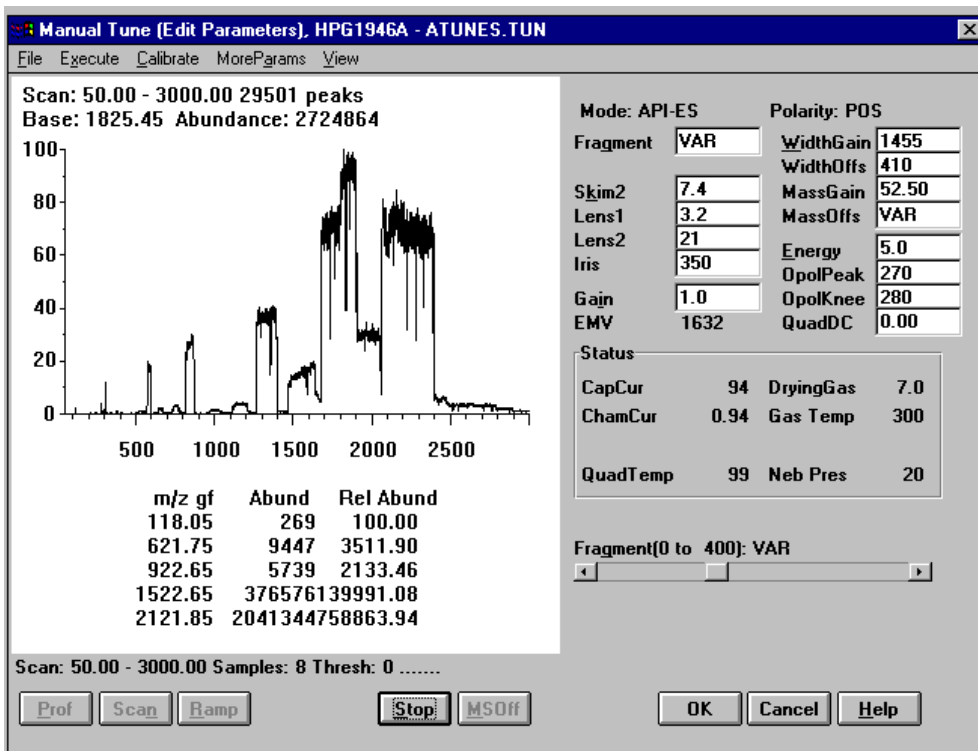 Manual Tune (Edit Parameters), HPG1946A - ATUNES.TUN
File Execute Calibrate MoreParams View
Scan: 50.00 - 3000.00 29501 peaks
Base: 1825.45 Abundance: 2724864
100
80
60
40
20
0
500 1000 1500 2000 2500
m/z gf Abund Rel Abund
118.05 269 100.00
621.75 9447 3511.90
922.65 5739 2133.46
1522.65 376576139991.08
2121.85 2041344758863.94
Mode: API-ES Polarity: POS
Fragment VAR WidthGain 1455
WidthOffs 410
Skim2 7.4 MassGain 52.50
Lens1 3.2 MassOffs VAR
Lens2 21 Energy 5.0
Iris 350 OpolPeak 270
Gain 1.0 OpolKnee 280
EMV 1632 QuadDC 0.00
Status
CapCur 94 DryingGas 7.0
ChamCur 0.94 Gas Temp 300
QuadTemp 99 Neb Pres 20
Fragment(0 to 400): VAR
Scan: 50.00 - 3000.00 Samples: 8 Thresh: 0 .......
Prof Scan Ramp Stop MSOff OK Cancel Help